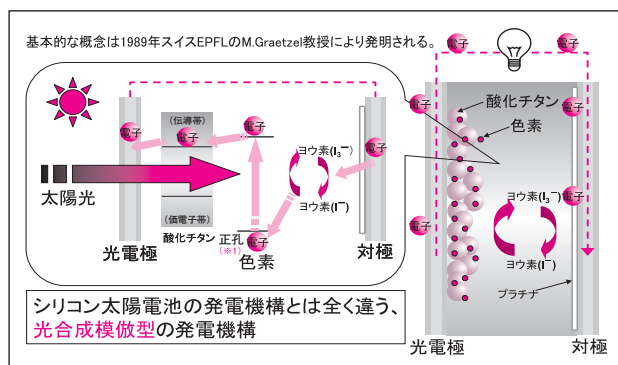 基本的な概念は1989年スイスEPFLのM.Graetzel教授により発明される。
電子
電子
(伝導帯)
電子
電子
電子
電子
ヨウ素(I₃⁻)
ヨウ素(I⁻)
太陽光
(価電子帯)
酸化チタン
正孔
(※1)
電子
色素
光電極
対極
電子
酸化チタン
電子
色素
電子
電子
ヨウ素(I₃⁻)
ヨウ素(I⁻)
プラチナ
光電極
対極
シリコン太陽電池の発電機構とは全く違う、
光合成模倣型の発電機構